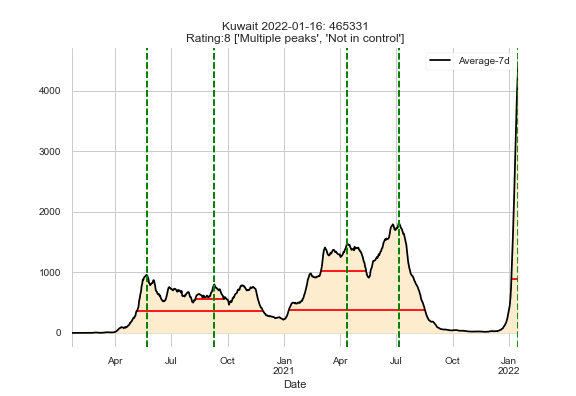 Kuwait 2022-01-16: 465331
Rating:8 ['Multiple peaks', 'Not in control']
Average-7d
4000
3000
2000
1000
0
Apr Jul Oct Jan Apr Jul Oct Jan
2021 2022
Date